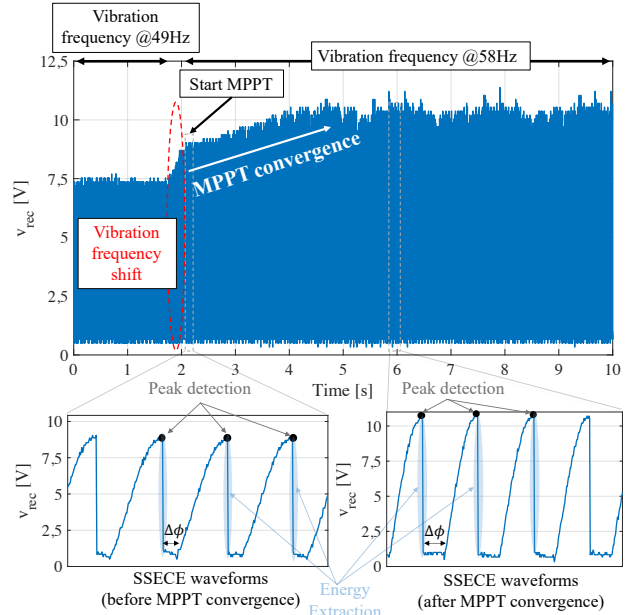 Vibration
frequency @49Hz
Vibration frequency @58Hz
Start MPPT
12,5
10
7,5
5
2,5
0
v_rec [V]
MPPT convergence
Vibration
frequency
shift
0 1 2 3 4 5 6 7 8 9 10
Time [s]
Peak detection
Peak detection
10
7.5
5
2.5
0
v_rec [V]
Δϕ
10
7.5
5
2.5
0
v_rec [V]
Δϕ
SSECE waveforms
(before MPPT convergence)
Energy
Extraction
SSECE waveforms
(after MPPT convergence)